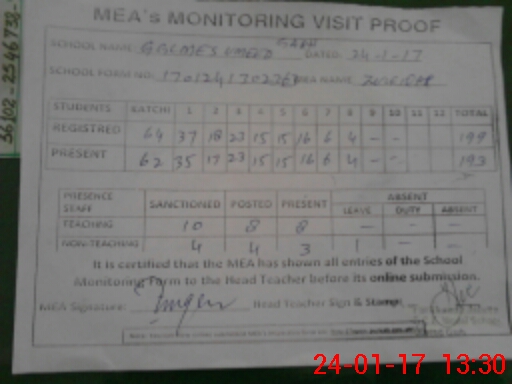 MEA's MONITORING VISIT PROOF
SCHOOL NAME: GBCMES UMEED GARH DATED: 24-1-17
SCHOOL FORM NO: MEA NAME
STUDENTS KATCHI 1 2 3 4 5 6 7 8 9 10 11 12 TOTAL
REGISTRED 64 37 18 23 15 15 16 6 4 - - 199
PRESENT 62 35 17 23 15 15 16 6 4 - - 193
PRESENCE STAFF SANCTIONED POSTED PRESENT ABSENT
LEAVE DUTY ABSENT
TEACHING 10 8 8 - - -
NON-TEACHING 4 4 3 1 - -
It is certified that the MEA has shown all entries of the School
Monitoring Form to the Head Teacher before its online submission.
MEA Signature: Head Teacher Sign & Stamp
24-01-17 13:30